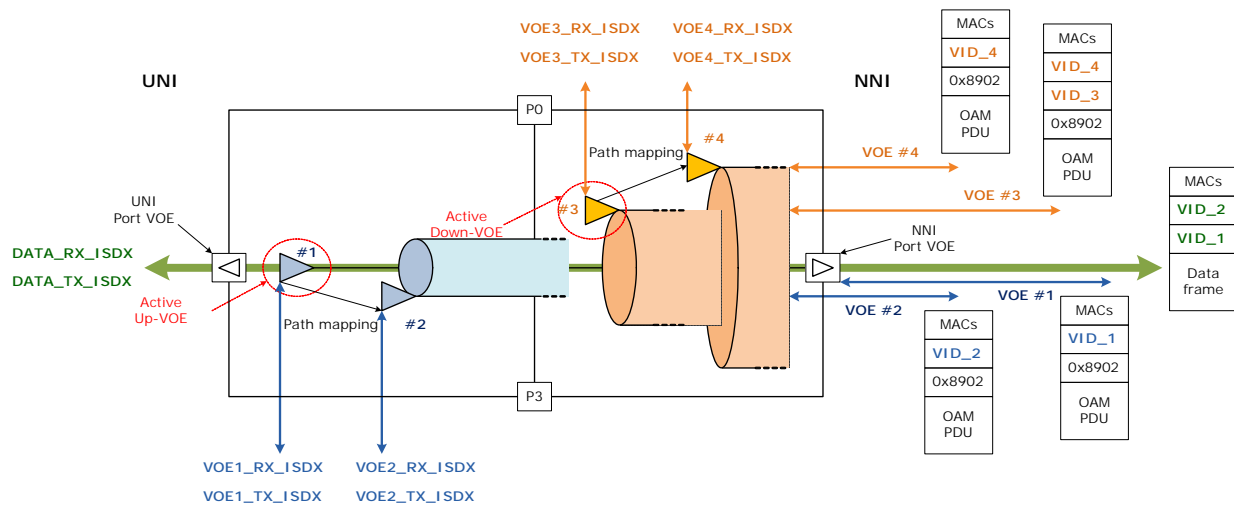 VOE3_RX_ISDX
VOE3_TX_ISDX
VOE4_RX_ISDX
VOE4_TX_ISDX
UNI
NNI
MACs
VID_4
0x8902
OAM
PDU
MACs
VID_4
VID_3
0x8902
OAM
PDU
P0
#4
Path mapping
VOE #4
#3
VOE #3
Active
Down-VOE
UNI
Port VOE
NNI
Port VOE
MACs
VID_2
VID_1
Data
frame
DATA_RX_ISDX
DATA_TX_ISDX
#1
Active
Up-VOE
Path mapping
#2
VOE #2
VOE #1
MACs
VID_2
0x8902
OAM
PDU
MACs
VID_1
0x8902
OAM
PDU
P3
VOE1_RX_ISDX
VOE1_TX_ISDX
VOE2_RX_ISDX
VOE2_TX_ISDX